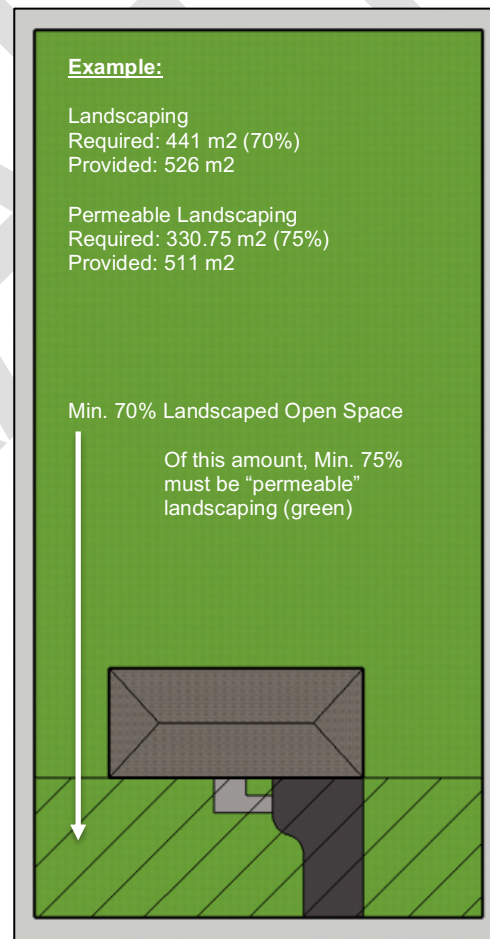 Example:
Landscaping
Required: 441 m2 (70%)
Provided: 526 m2
Permeable Landscaping
Required: 330.75 m2 (75%)
Provided: 511 m2
Min. 70% Landscaped Open Space
Of this amount, Min. 75%
must be “permeable”
landscaping (green)